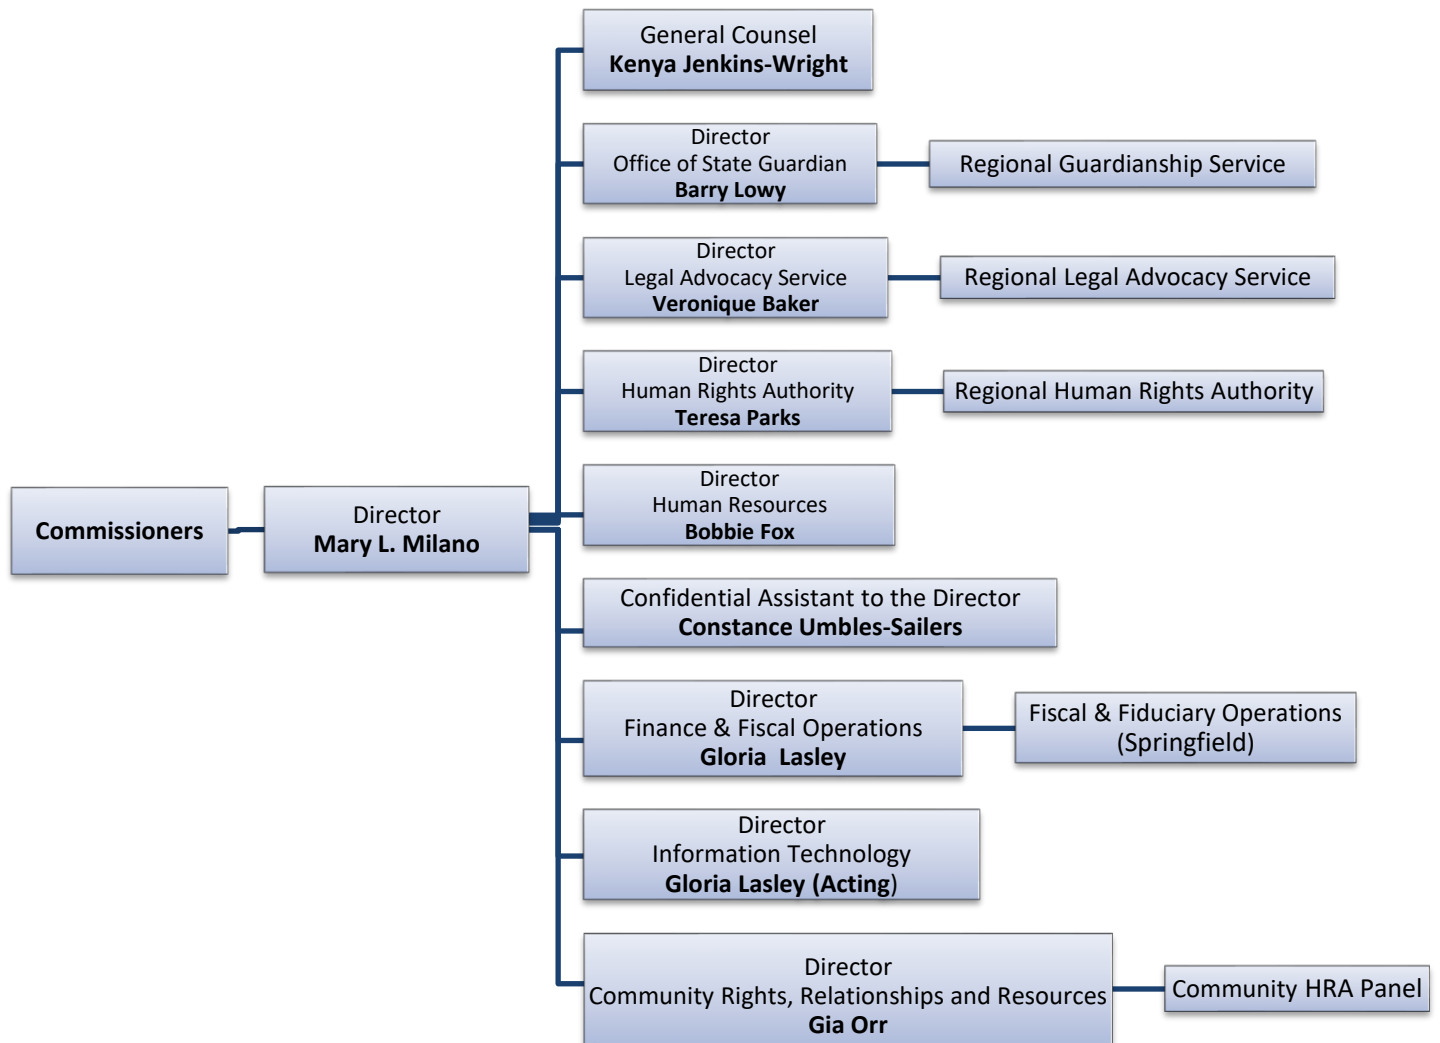 General Counsel
Kenya Jenkins-Wright
Director
Office of State Guardian
Barry Lowy
Regional Guardianship Service
Director
Legal Advocacy Service
Veronique Baker
Regional Legal Advocacy Service
Director
Human Rights Authority
Teresa Parks
Regional Human Rights Authority
Commissioners
Director
Mary L. Milano
Director
Human Resources
Bobbie Fox
Confidential Assistant to the Director
Constance Umbles-Sailers
Director
Finance & Fiscal Operations
Gloria Lasley
Fiscal & Fiduciary Operations
(Springfield)
Director
Information Technology
Gloria Lasley (Acting)
Director
Community Rights, Relationships and Resources
Gia Orr
Community HRA Panel